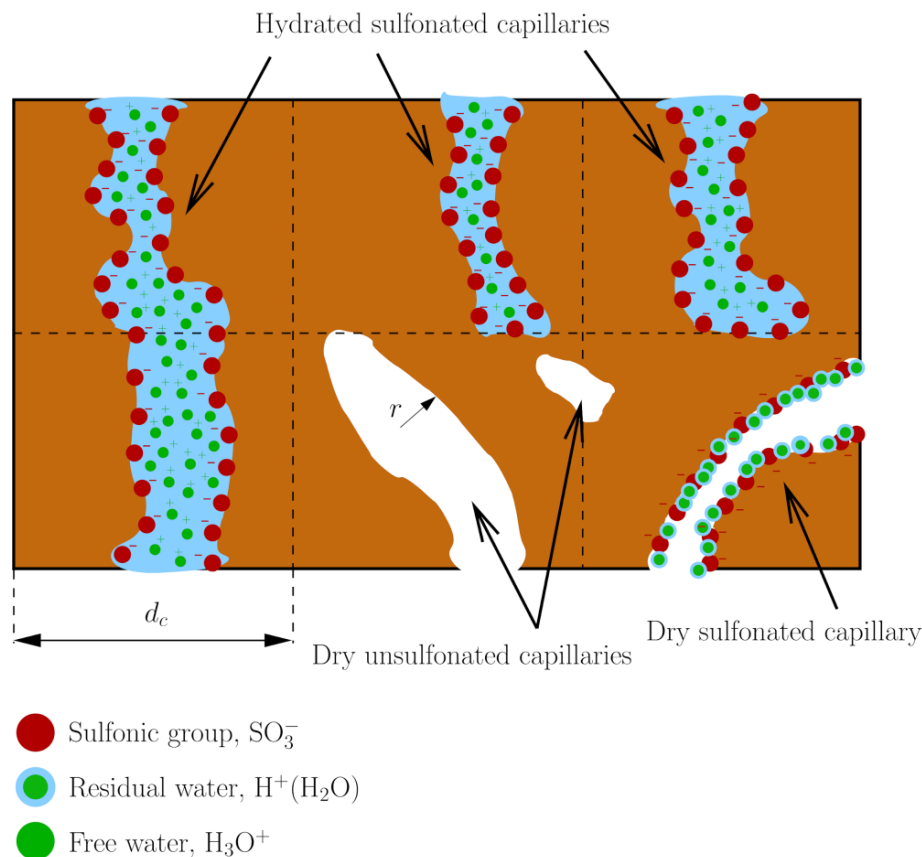 Hydrated sulfonated capillaries
r
d_c
Dry unsulfonated capillaries
Dry sulfonated capillary
Sulfonic group, SO₃⁻
Residual water, H⁺(H₂O)
Free water, H₃O⁺